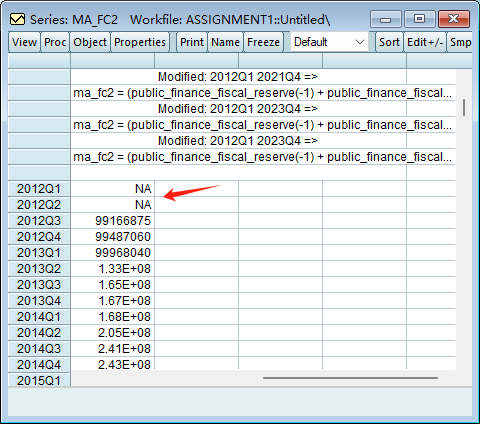 Series: MA_FC2 Workfile: ASSIGNMENT1::Untitled\
View Proc Object Properties Print Name Freeze Default Sort Edit+/- Smp
Modified: 2012Q1 2021Q4 =>
ma_fc2 = (public_finance_fiscal_reserve(-1) + public_finance_fiscal...
Modified: 2012Q1 2023Q4 =>
ma_fc2 = (public_finance_fiscal_reserve(-1) + public_finance_fiscal...
Modified: 2012Q1 2023Q4 =>
ma_fc2 = (public_finance_fiscal_reserve(-1) + public_finance_fiscal...
2012Q1 NA
2012Q2 NA
2012Q3 99166875
2012Q4 99487060
2013Q1 99968040
2013Q2 1.33E+08
2013Q3 1.65E+08
2013Q4 1.67E+08
2014Q1 1.68E+08
2014Q2 2.05E+08
2014Q3 2.41E+08
2014Q4 2.43E+08
2015Q1